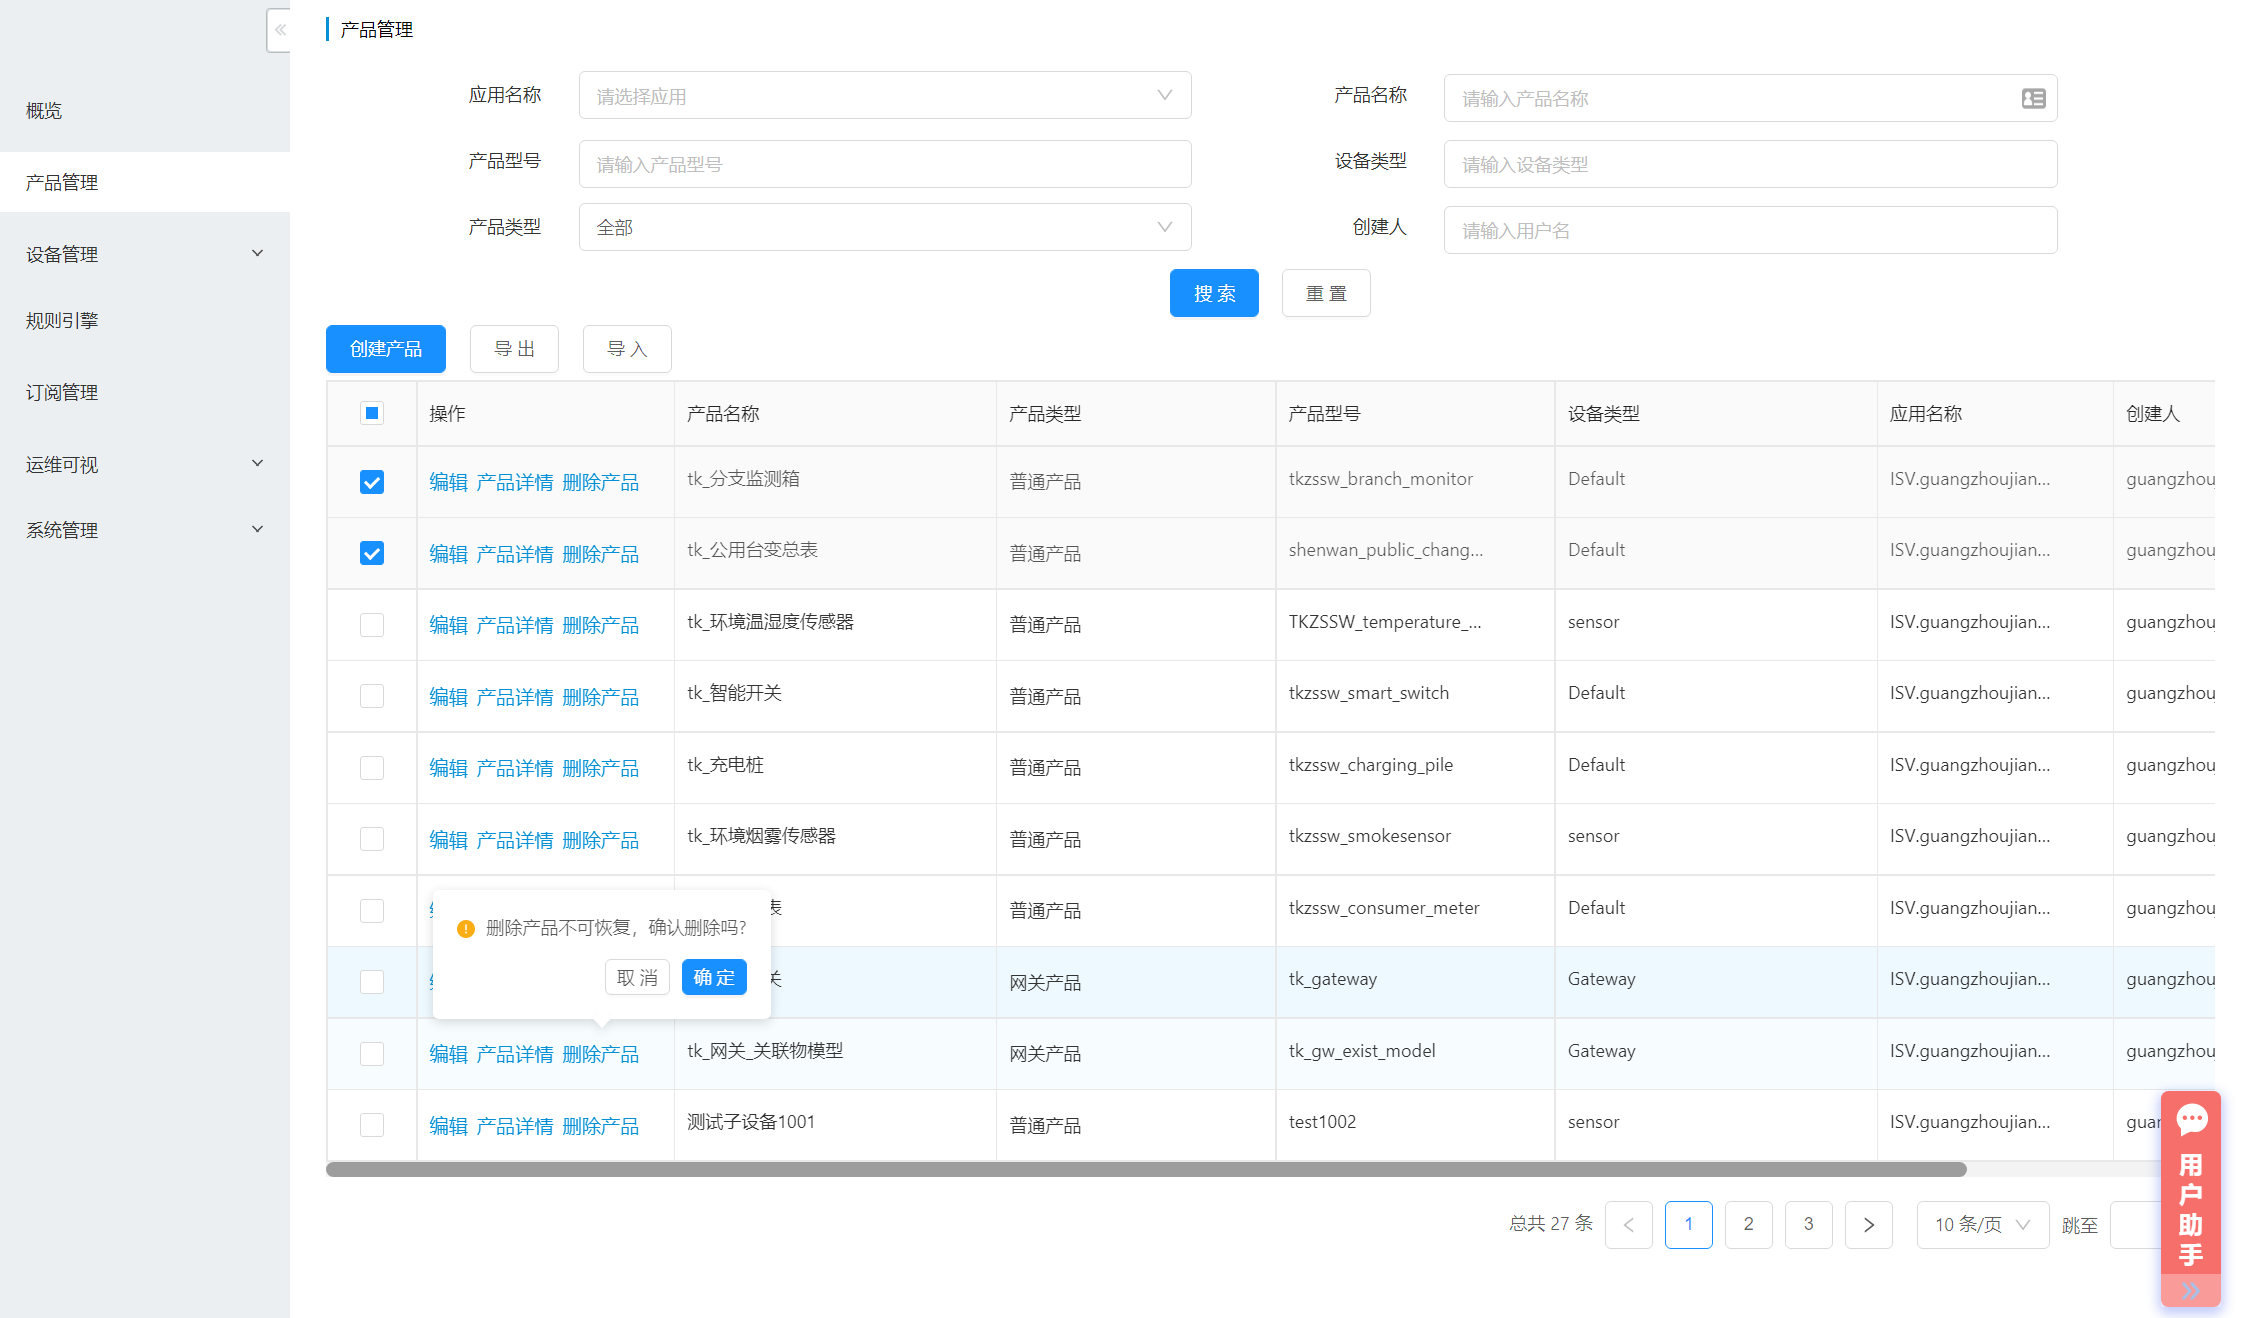 产品管理
概览
产品管理
设备管理
规则引擎
订阅管理
运维可视
系统管理
应用名称 请选择应用 产品名称 请输入产品名称
产品型号 请输入产品型号 设备类型 请输入设备类型
产品类型 全部 创建人 请输入用户名
搜 索 重 置
创建产品 导 出 导 入
操作 产品名称 产品类型 产品型号 设备类型 应用名称 创建人
编辑 产品详情 删除产品 tk_分支监测箱 普通产品 tkzssw_branch_monitor Default ISV.guangzhoujian... guangzhou
编辑 产品详情 删除产品 tk_公用台变总表 普通产品 shenwan_public_chang... Default ISV.guangzhoujian... guangzhou
编辑 产品详情 删除产品 tk_环境温湿度传感器 普通产品 TKZSSW_temperature_... sensor ISV.guangzhoujian... guangzhou
编辑 产品详情 删除产品 tk_智能开关 普通产品 tkzssw_smart_switch Default ISV.guangzhoujian... guangzhou
编辑 产品详情 删除产品 tk_充电桩 普通产品 tkzssw_charging_pile Default ISV.guangzhoujian... guangzhou
编辑 产品详情 删除产品 tk_环境烟雾传感器 普通产品 tkzssw_smokesensor sensor ISV.guangzhoujian... guangzhou
表 普通产品 tkzssw_consumer_meter Default ISV.guangzhoujian... guangzhou
删除产品不可恢复，确认删除吗?
取 消 确 定
关 网关产品 tk_gateway Gateway ISV.guangzhoujian... guangzhou
编辑 产品详情 删除产品 tk_网关_关联物模型 网关产品 tk_gw_exist_model Gateway ISV.guangzhoujian... guangzhou
编辑 产品详情 删除产品 测试子设备1001 普通产品 test1002 sensor ISV.guangzhoujian... gua
总共 27 条 1 2 3 10 条/页 跳至
用户助手